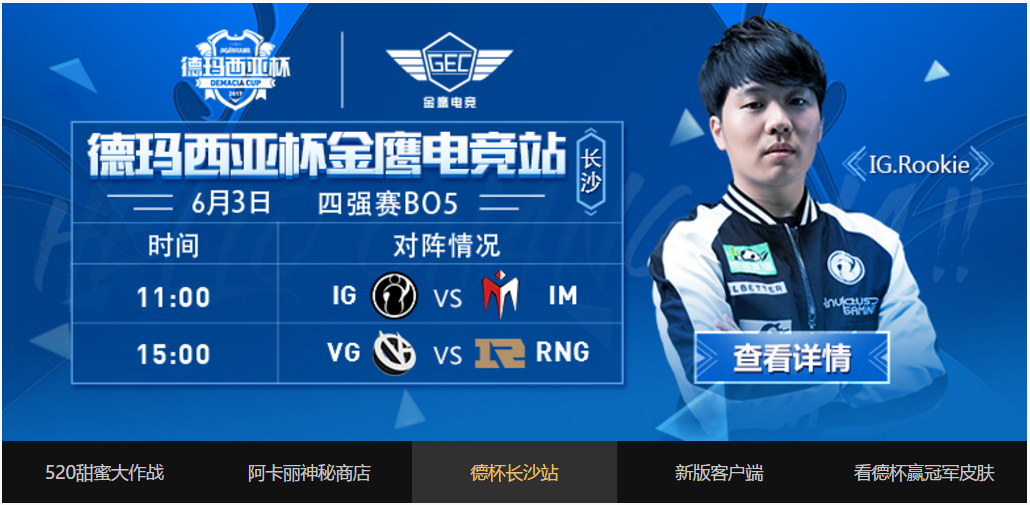 德玛西亚杯
DEMACIA CUP
2017
GEC
金鹰电竞
德玛西亚杯金鹰电竞站
长沙
6月3日 四强赛BO5
时间 对阵情况
11:00 IG VS IM
15:00 VG VS RNG
IG.Rookie
LBETTER
INVICTUS
GAMING
查看详情
520甜蜜大作战 阿卡丽神秘商店 德杯长沙站 新版客户端 看德杯赢冠军皮肤